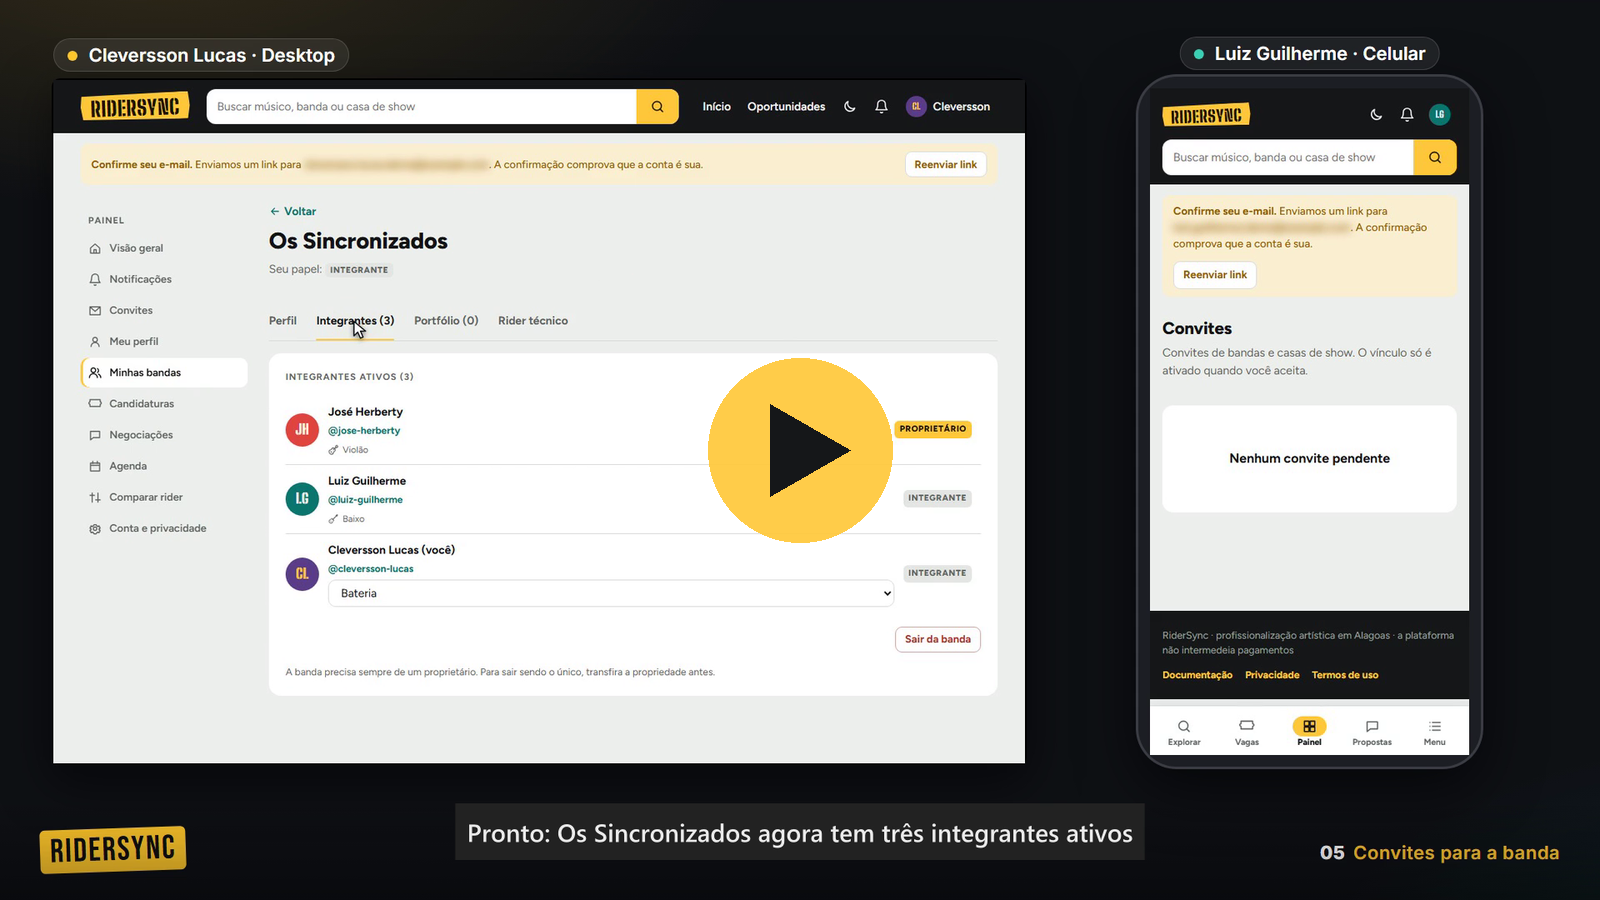 Cleversson Lucas · Desktop
RIDERSYNC
Buscar músico, banda ou casa de show
Início
Oportunidades
CL
Cleversson
Confirme seu e-mail. Enviamos um link para
. A confirmação comprova que a conta é sua.
Reenviar link
PAINEL
Visão geral
Notificações
Convites
Meu perfil
Minhas bandas
Candidaturas
Negociações
Agenda
Comparar rider
Conta e privacidade
← Voltar
Os Sincronizados
Seu papel: INTEGRANTE
Perfil
Integrantes (3)
Portfólio (0)
Rider técnico
INTEGRANTES ATIVOS (3)
JH
José Herberty
@jose-herberty
Violão
PROPRIETÁRIO
LG
Luiz Guilherme
@luiz-guilherme
Baixo
INTEGRANTE
CL
Cleversson Lucas (você)
@cleversson-lucas
Bateria
INTEGRANTE
Sair da banda
A banda precisa sempre de um proprietário. Para sair sendo o único, transfira a propriedade antes.
Luiz Guilherme · Celular
RIDERSYNC
LG
Buscar músico, banda ou casa de show
Confirme seu e-mail. Enviamos um link para
. A confirmação
comprova que a conta é sua.
Reenviar link
Convites
Convites de bandas e casas de show. O vínculo só é
ativado quando você aceita.
Nenhum convite pendente
RiderSync · profissionalização artística em Alagoas · a plataforma
não intermedeia pagamentos
Documentação
Privacidade
Termos de uso
Explorar
Vagas
Painel
Propostas
Menu
RIDERSYNC
Pronto: Os Sincronizados agora tem três integrantes ativos
05 Convites para a banda